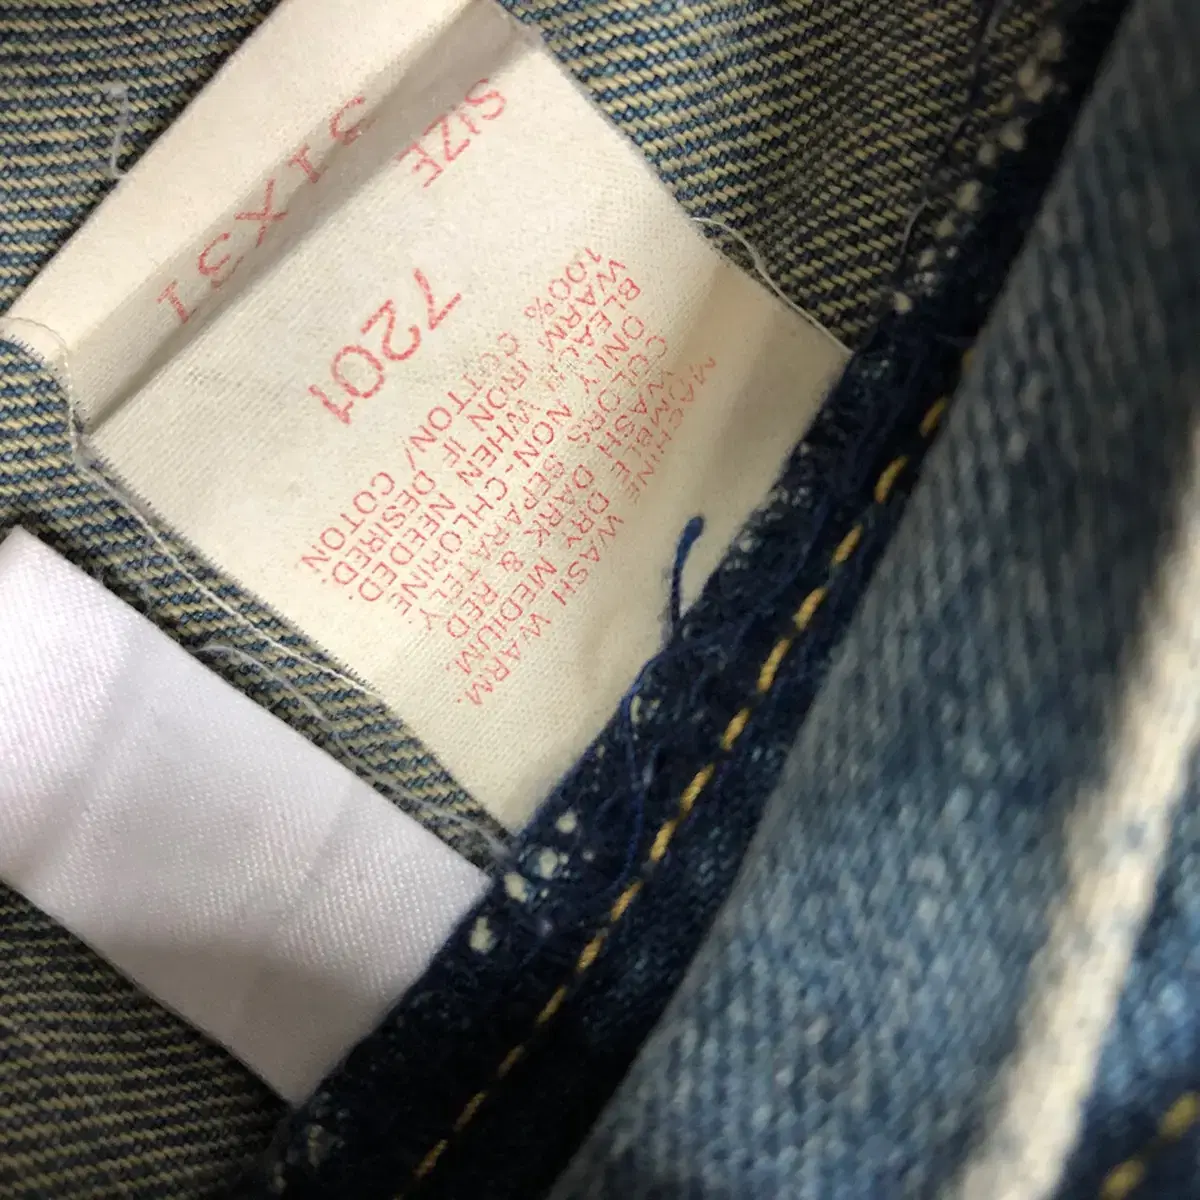 MACHINE WASH WARM.
TUMBLE DRY MEDIUM.
WASH DARK & RED
COLORS SEPARATELY
ONLY NON-CHLORINE
BLEACH WHEN NEEDED.
WARM IRON IF DESIRED.
100% COTTON/COTON
7201
SIZE
31X31